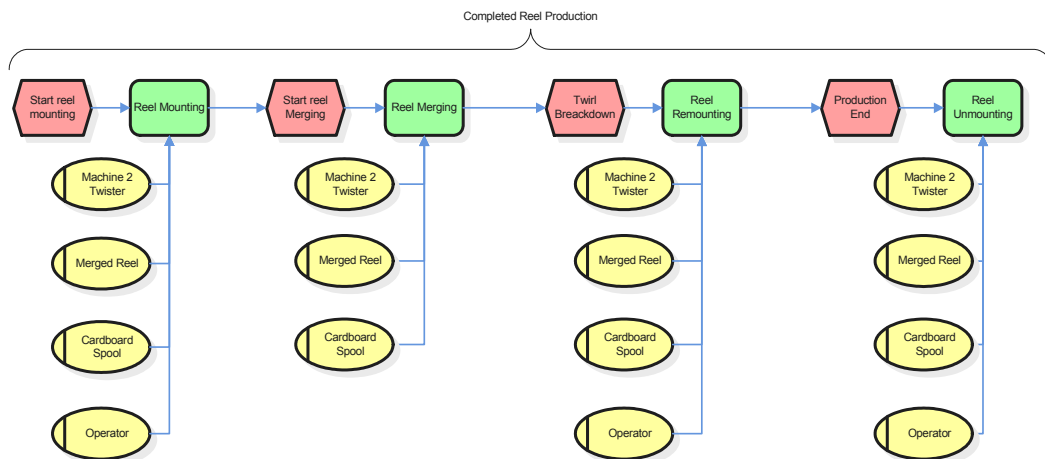 Completed Reel Production
Start reel
mounting
Reel Mounting
Start reel
Merging
Reel Merging
Twirl
Breackdown
Reel
Remounting
Production
End
Reel
Unmounting
Machine 2
Twister
Machine 2
Twister
Machine 2
Twister
Machine 2
Twister
Merged Reel
Merged Reel
Merged Reel
Merged Reel
Cardboard
Spool
Cardboard
Spool
Cardboard
Spool
Cardboard
Spool
Operator
Operator
Operator